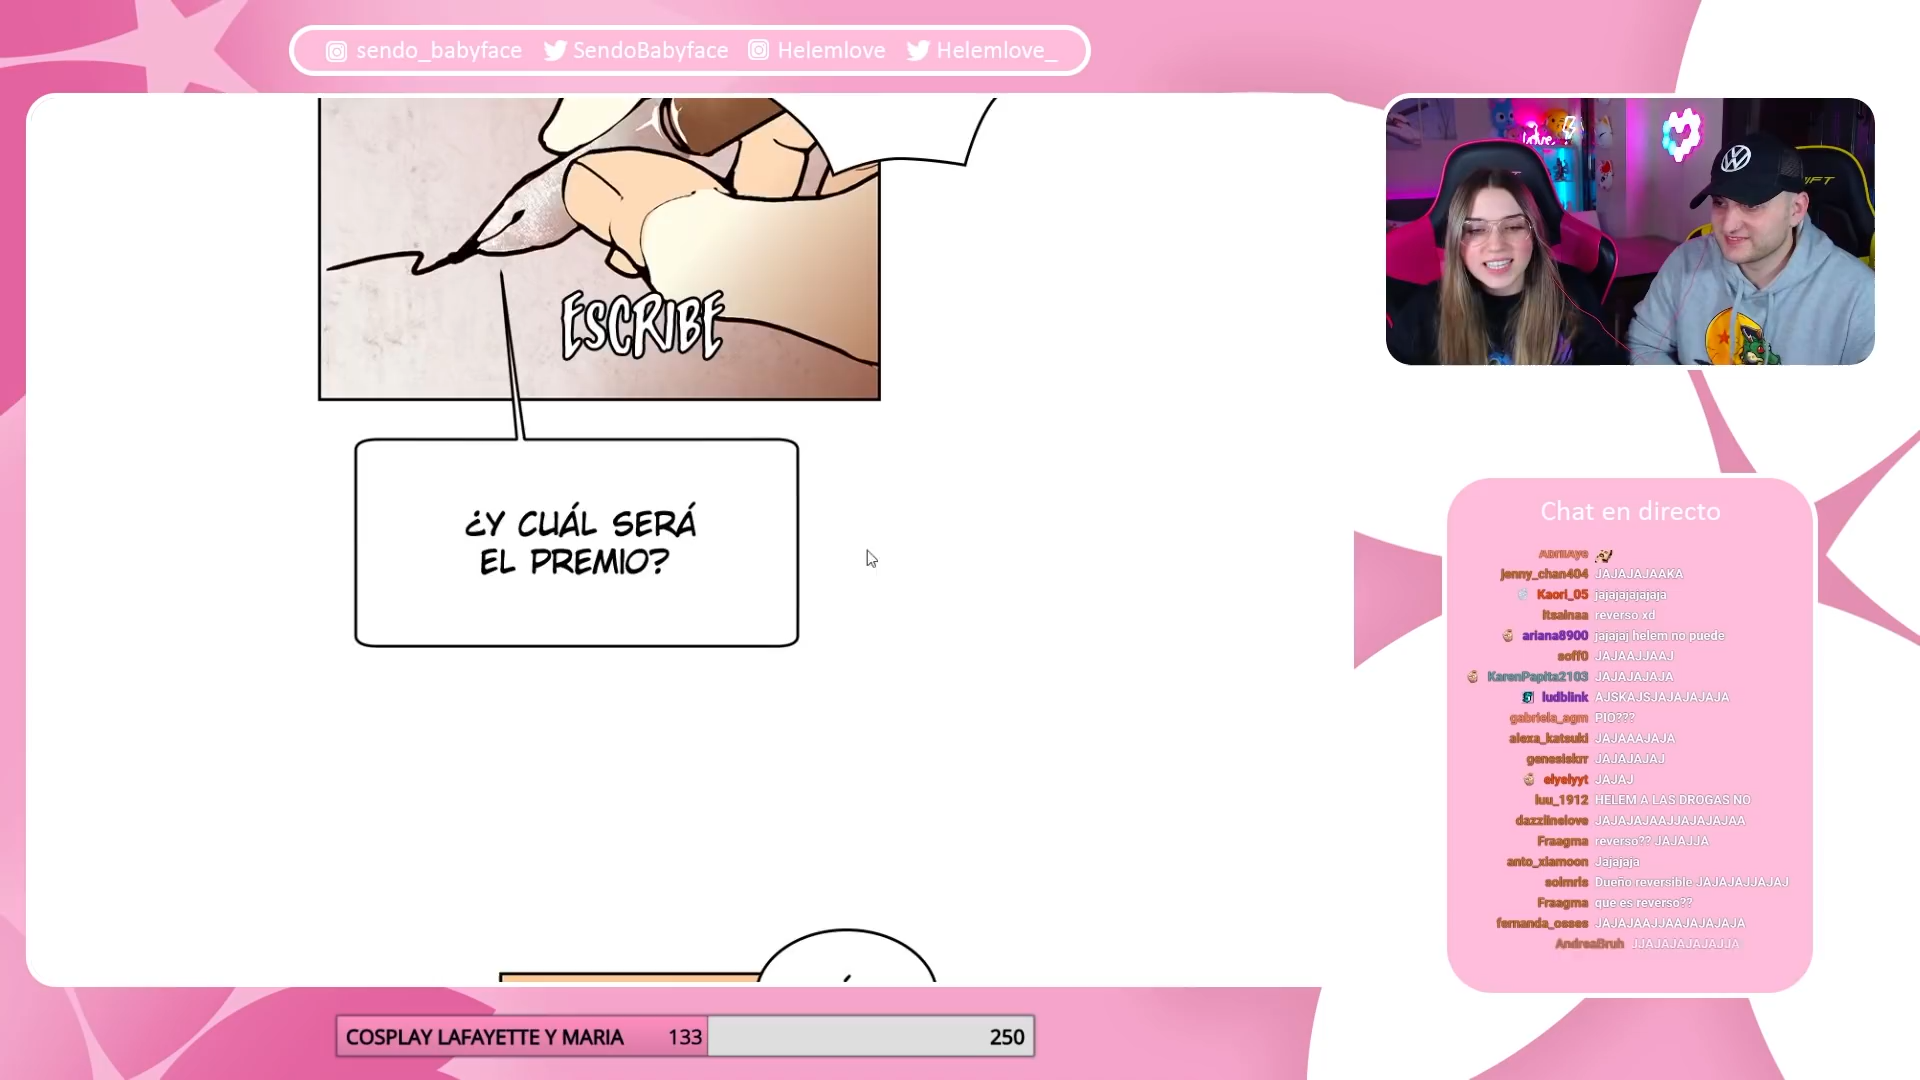 sendo_babyface SendoBabyface Helemlove Helemlove_
ESCRIBE
¿Y CUÁL SERÁ
EL PREMIO?
Chat en directo
AbrilAye
jenny_chan404 JAJAJAJAAKA
Kaori_05 jajajajajajaja
itsainaa reverso xd
ariana8900 jajajaj helem no puede
soff0 JAJAAJJAAJ
KarenPapita2103 JAJAJAJAJA
ludblink AJSKAJSJAJAJAJAJA
gabriela_agm PIO???
alexa_katsuki JAJAAAJAJA
genesiskrr JAJAJAJAJ
elyelyyt JAJAJ
luu_1912 HELEM A LAS DROGAS NO
dazzlinelove JAJAJAJAAJJAJAJAJAA
Fraagma reverso?? JAJAJJA
anto_xiamoon Jajajaja
solmris Dueño reversible JAJAJAJJAJAJ
Fraagma que es reverso??
fernanda_osses JAJAJAAJJAAJAJAJAJA
AndreaBruh JJAJAJAJAJAJJA
COSPLAY LAFAYETTE Y MARIA 133 250